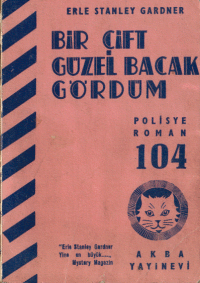 ERLE STANLEY GARDNER
BİR ÇİFT
GÜZEL BACAK
GÖRDÜM
POLİSYE
ROMAN
104
"Erle Stanley Gardner
Yine en büyük....,
Mystery Magazin
AKBA
YAYINEVİ